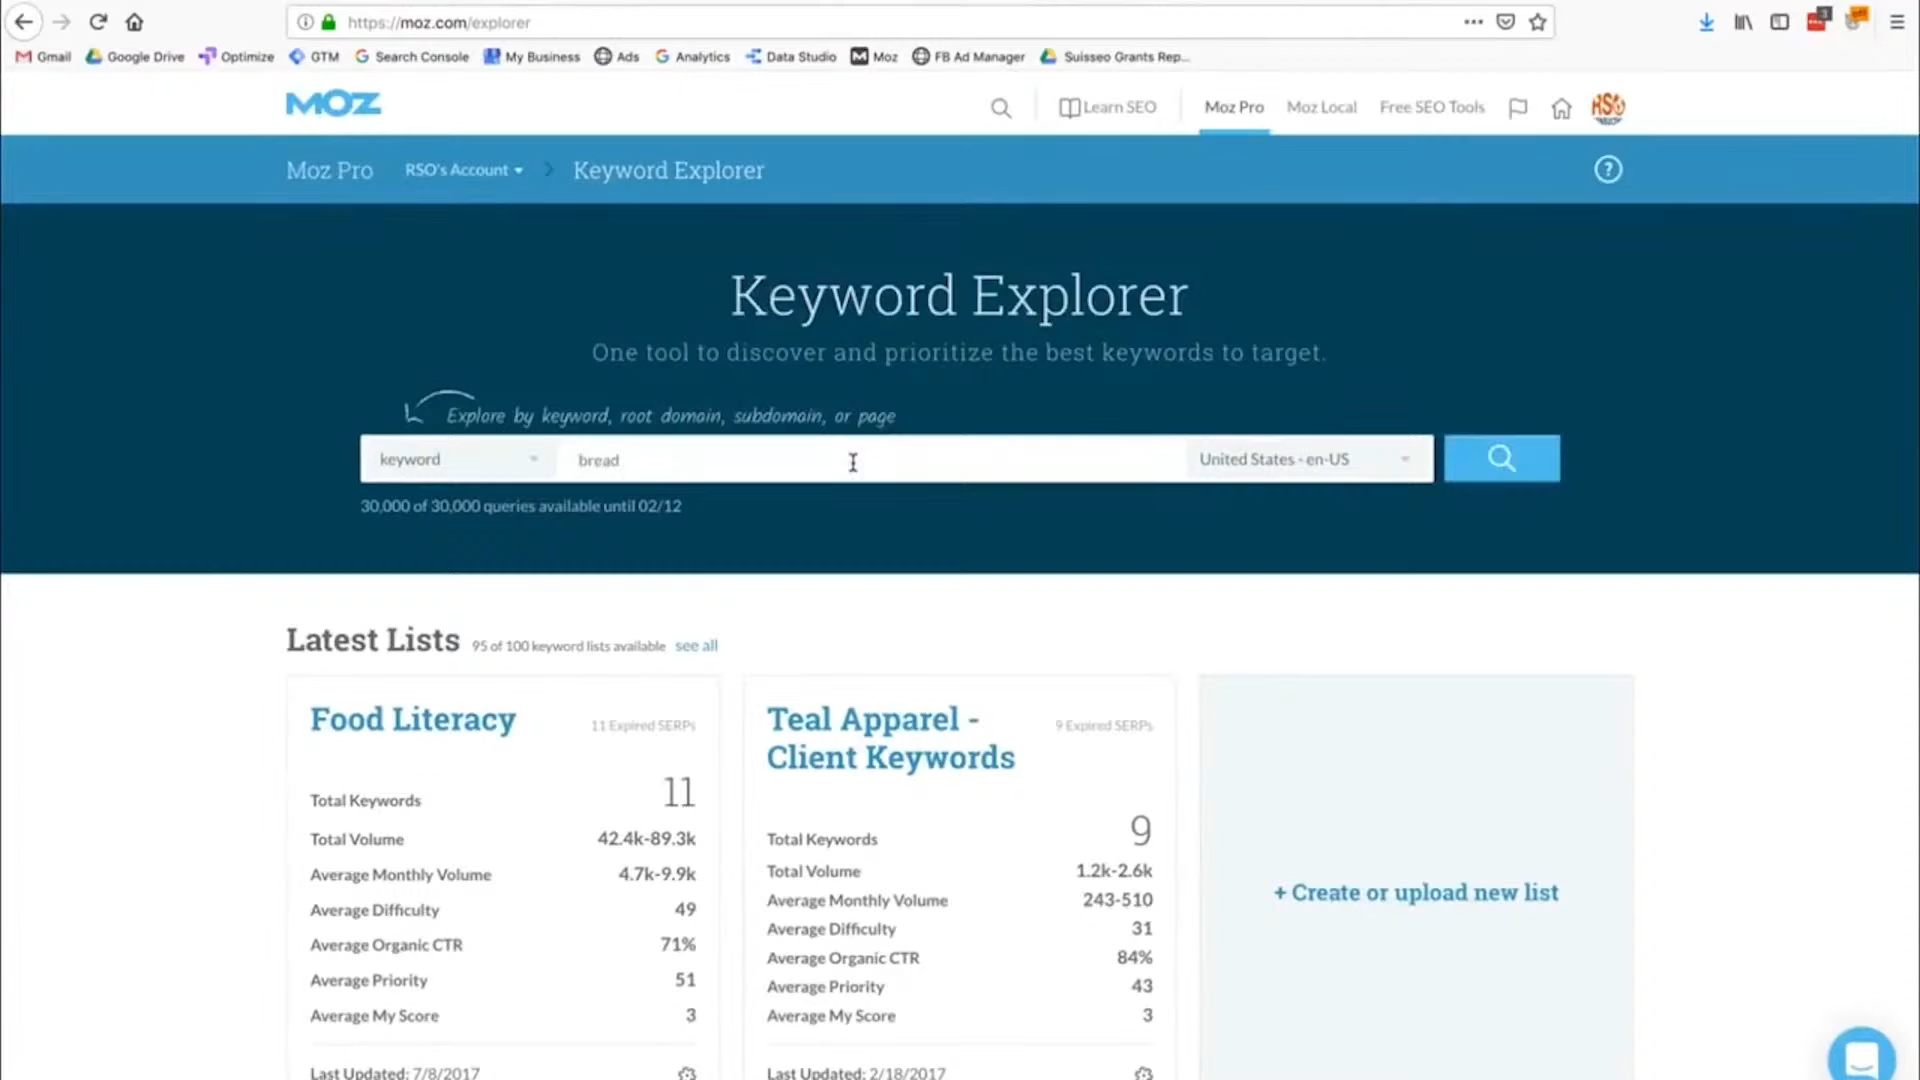 https://moz.com/explorer
3
off
Gmail Google Drive Optimize GTM Search Console My Business Ads Analytics Data Studio Moz FB Ad Manager Suisseo Grants Rep...
MOZ
Learn SEO Moz Pro Moz Local Free SEO Tools
RSO
Moz Pro RSO's Account > Keyword Explorer ?
Keyword Explorer
One tool to discover and prioritize the best keywords to target.
Explore by keyword, root domain, subdomain, or page
keyword bread United States - en-US
30,000 of 30,000 queries available until 02/12
Latest Lists 95 of 100 keyword lists available see all
Food Literacy 11 Expired SERPs
Total Keywords 11
Total Volume 42.4k-89.3k
Average Monthly Volume 4.7k-9.9k
Average Difficulty 49
Average Organic CTR 71%
Average Priority 51
Average My Score 3
Last Updated: 7/8/2017
Teal Apparel - 9 Expired SERPs
Client Keywords
Total Keywords 9
Total Volume 1.2k-2.6k
Average Monthly Volume 243-510
Average Difficulty 31
Average Organic CTR 84%
Average Priority 43
Average My Score 3
Last Updated: 2/18/2017
+ Create or upload new list